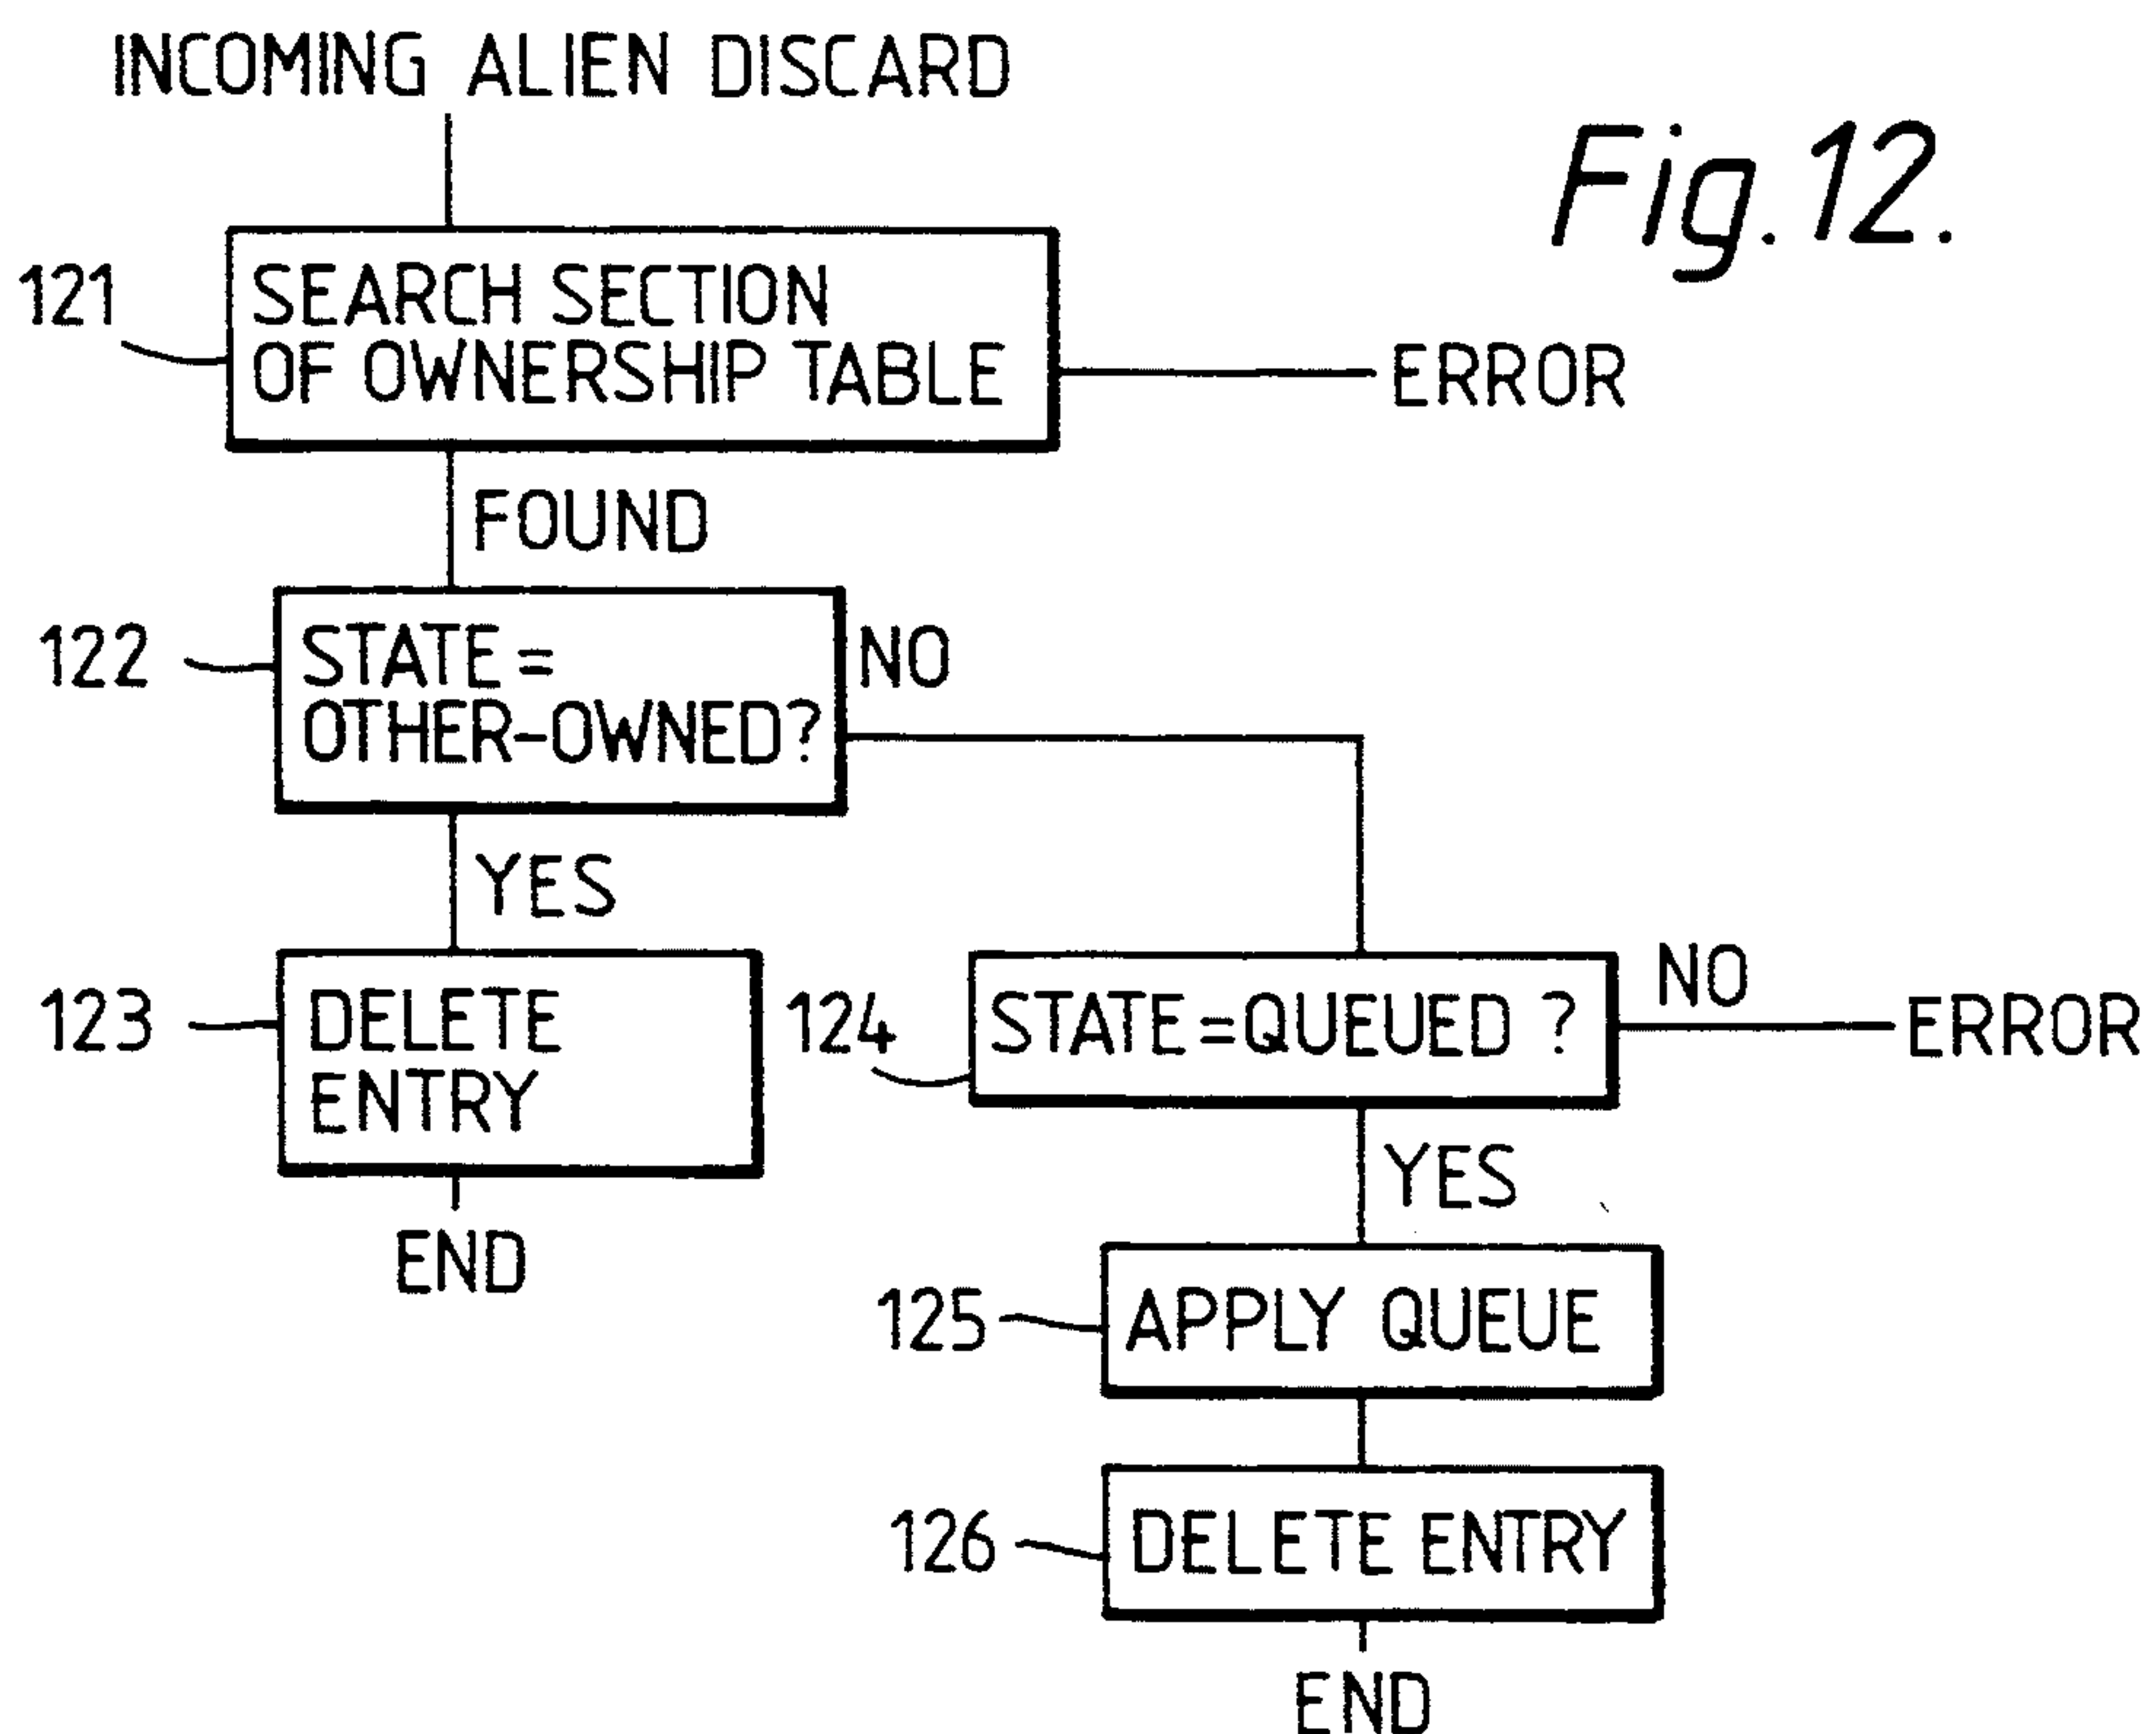 INCOMING ALIEN DISCARD
Fig.12.
121
SEARCH SECTION
OF OWNERSHIP TABLE
ERROR
FOUND
122
STATE =
OTHER-OWNED?
NO
YES
123
DELETE
ENTRY
END
124
STATE =QUEUED ?
NO
ERROR
YES
125
APPLY QUEUE
126
DELETE ENTRY
END